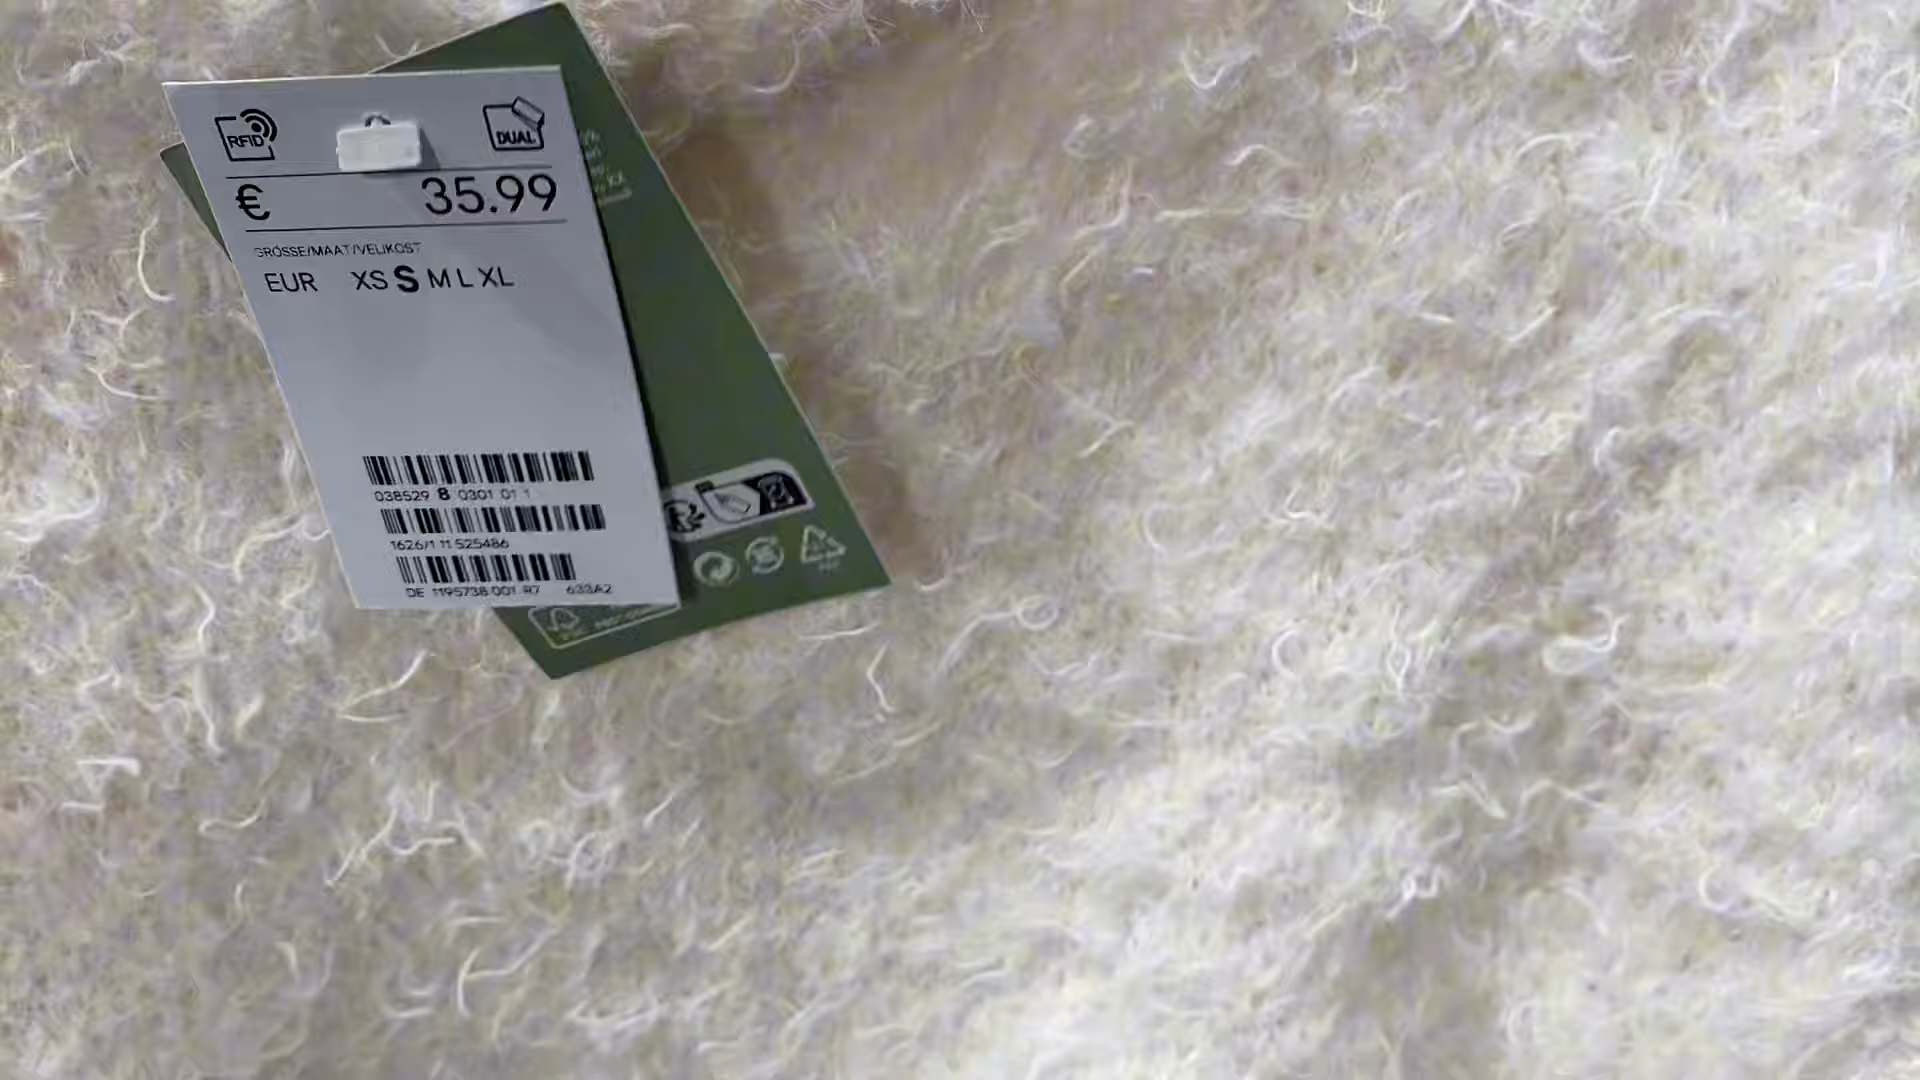 RFID
DUAL
€ 35.99
GRÖSSE/MAAT/VELIKOST
EUR XS S M L XL
038529 8 0301 01 1
1626/1 11 525486
DE 1195738 001 R7 633A2